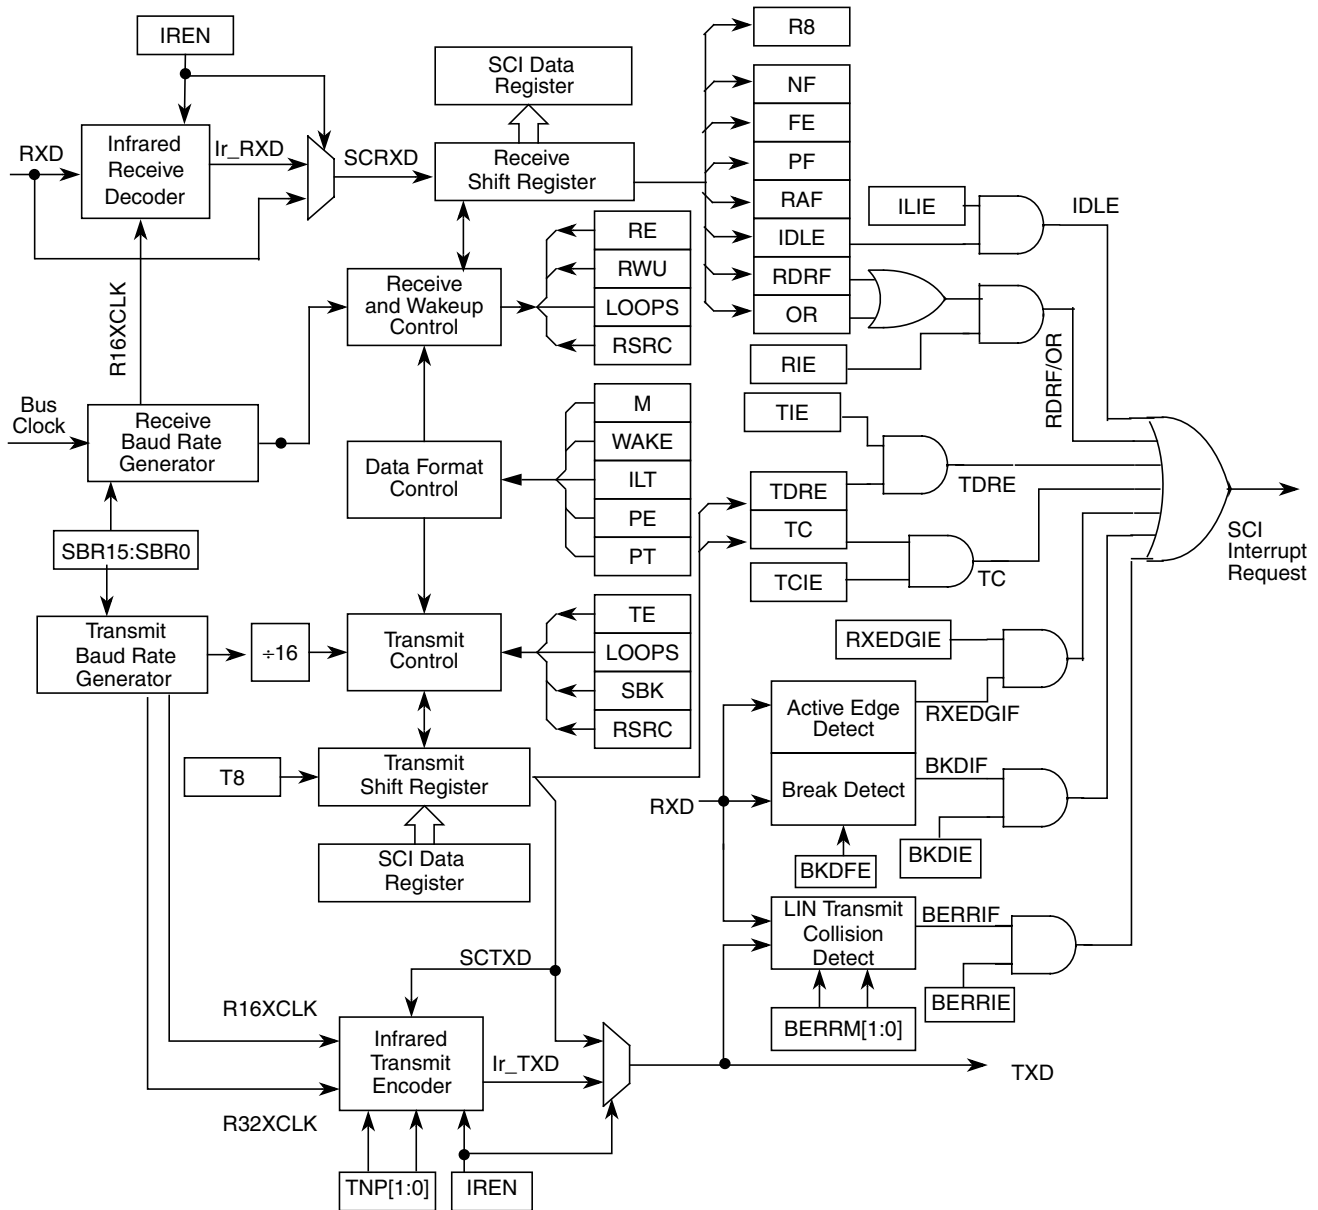 IREN
SCI Data
Register
R8
NF
FE
PF
RAF
IDLE
RDRF
OR
RXD
Infrared
Receive
Decoder
Ir_RXD
SCRXD
Receive
Shift Register
ILIE
IDLE
RE
RWU
LOOPS
RSRC
Receive
and Wakeup
Control
R16XCLK
RIE
RDRF/OR
Bus
Clock
Receive
Baud Rate
Generator
M
WAKE
ILT
PE
PT
Data Format
Control
TIE
TDRE
TC
TCIE
TDRE
TC
SCI
Interrupt
Request
SBR15:SBR0
Transmit
Baud Rate
Generator
÷16
Transmit
Control
TE
LOOPS
SBK
RSRC
RXEDGIE
Active Edge
Detect
RXEDGIF
T8
Transmit
Shift Register
RXD
Break Detect
BKDIF
BKDIE
BKDFE
SCI Data
Register
LIN Transmit
Collision
Detect
BERRIF
BERRIE
BERRM[1:0]
SCTXD
R16XCLK
Infrared
Transmit
Encoder
Ir_TXD
TXD
R32XCLK
TNP[1:0]
IREN